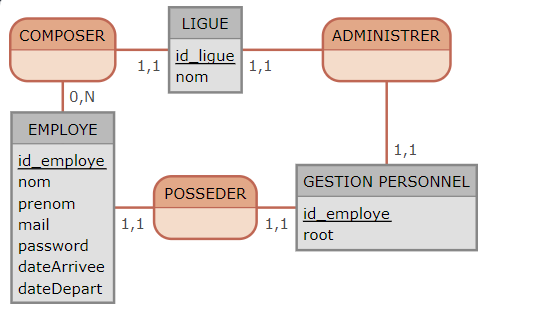 COMPOSER
LIGUE
id_ligue
nom
ADMINISTRER
1,1
1,1
0,N
1,1
EMPLOYE
id_employe
nom
prenom
mail
password
dateArrivee
dateDepart
POSSEDER
1,1
1,1
GESTION PERSONNEL
id_employe
root